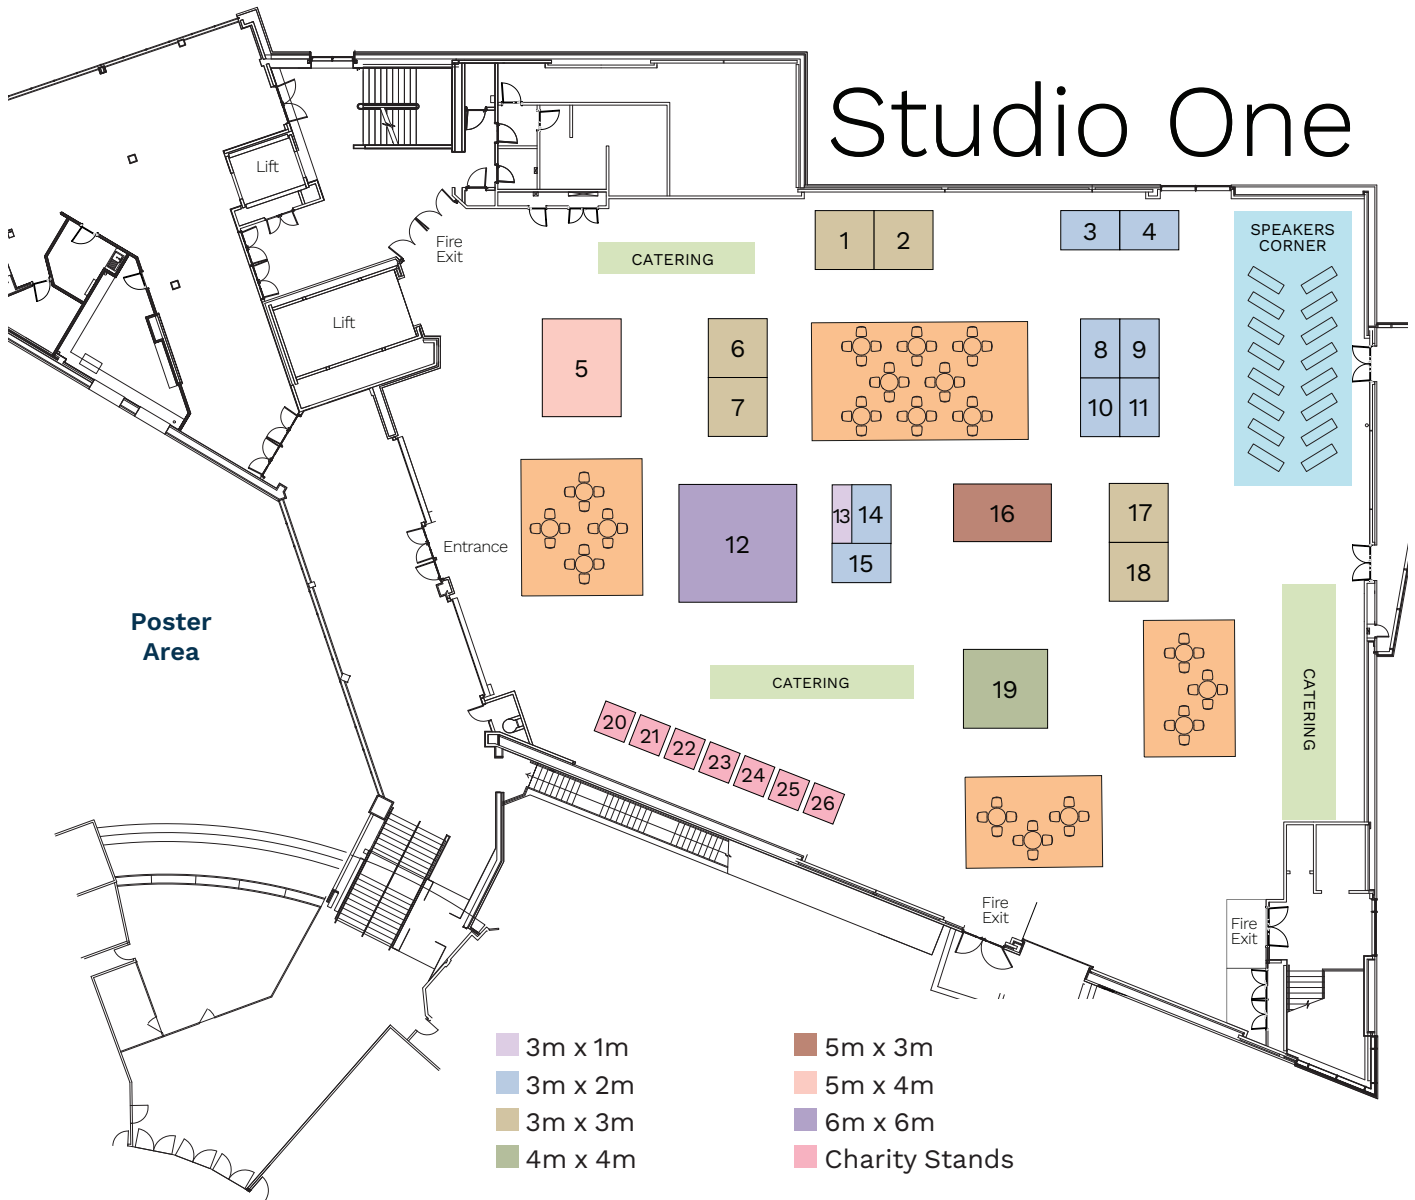 Studio One
Lift
Fire
Exit
CATERING
1
2
3
4
SPEAKERS
CORNER
Lift
5
6
7
8
9
10
11
Entrance
12
13
14
15
16
17
18
Poster
Area
CATERING
19
CATERING
20
21
22
23
24
25
26
Fire
Exit
Fire
Exit
3m x 1m
3m x 2m
3m x 3m
4m x 4m
5m x 3m
5m x 4m
6m x 6m
Charity Stands